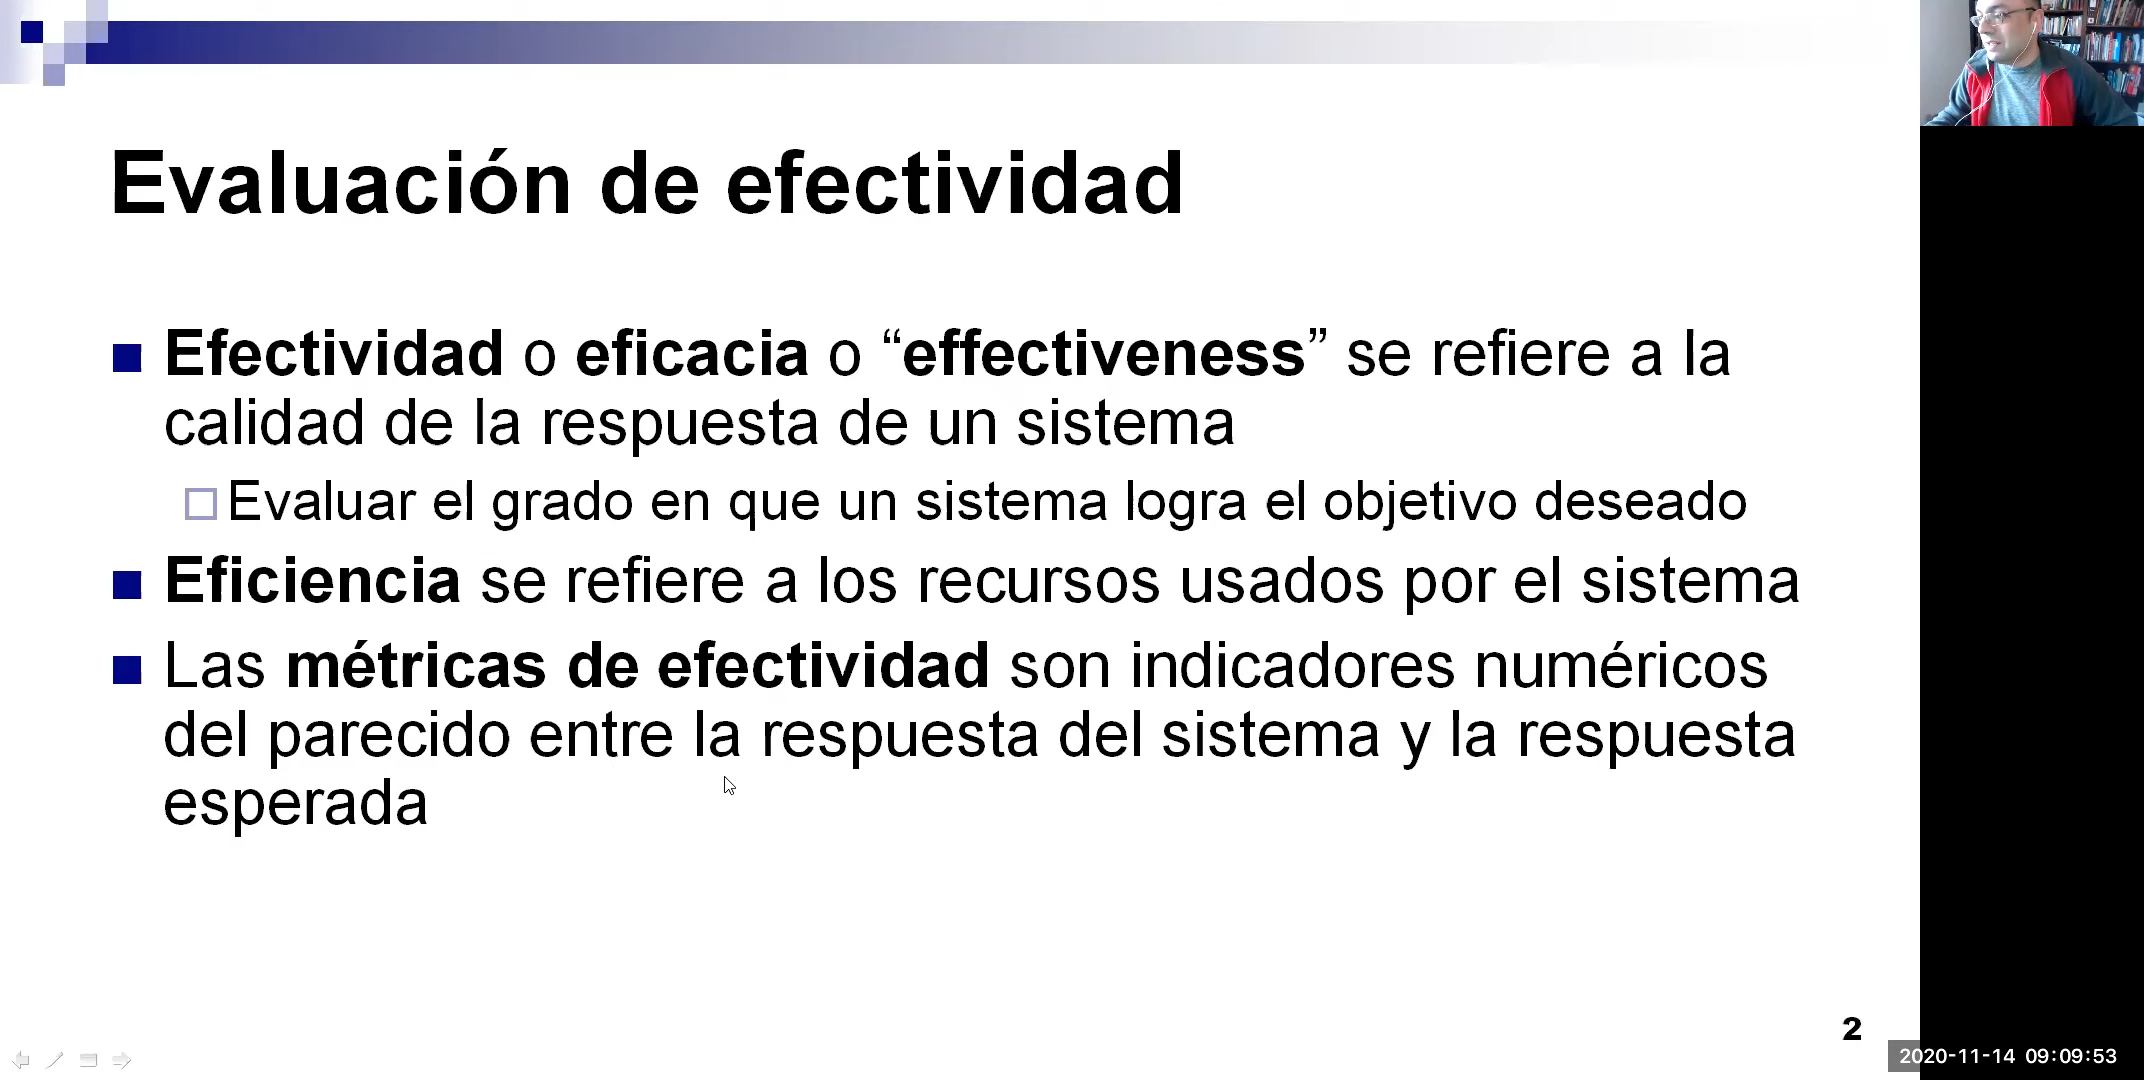 Evaluación de efectividad
Efectividad o eficacia o “effectiveness” se refiere a la
calidad de la respuesta de un sistema
Evaluar el grado en que un sistema logra el objetivo deseado
Eficiencia se refiere a los recursos usados por el sistema
Las métricas de efectividad son indicadores numéricos
del parecido entre la respuesta del sistema y la respuesta
esperada
2
2020-11-14 09:09:53